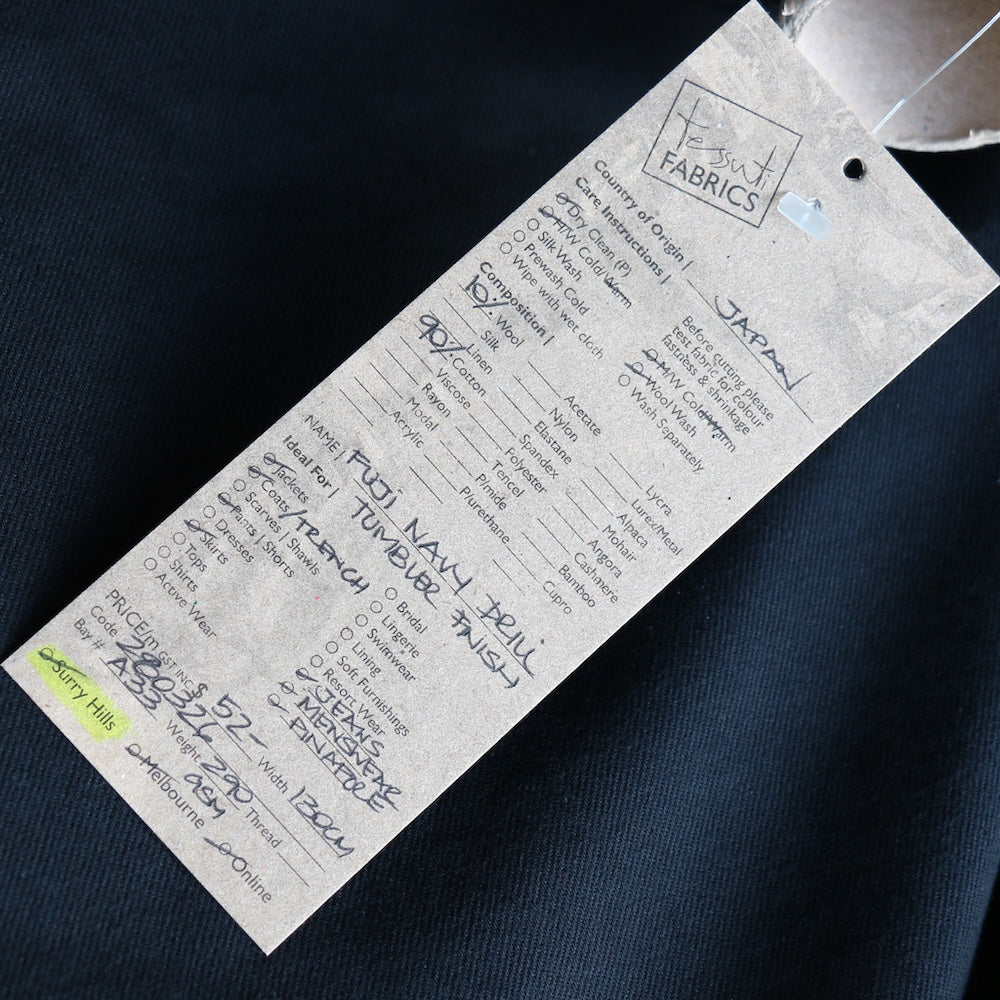 tessuti
FABRICS
Country of Origin | JAPAN
Care Instructions |
Dry Clean (P)
H/W Cold/Warm
Silk Wash
Prewash Cold
Wipe with wet cloth
Before cutting please
test fabric for colour
fastness & shrinkage
M/W Cold/Warm
Wool Wash
Wash Separately
Composition |
10% Wool
Silk
Linen
90% Cotton
Viscose
Rayon
Modal
Acrylic
Acetate
Nylon
Elastane
Spandex
Polyester
Tencel
P/mide
P/urethane
Lycra
Lurex/Metal
Alpaca
Mohair
Angora
Cashmere
Bamboo
Cupro
NAME | FUJI NAVY DRILL
TUMBLER FINISH
Ideal For |
Jackets
Coats/TRENCH
Scarves | Shawls
Pants | Shorts
Dresses
Skirts
Tops
Shirts
Active Wear
Bridal
Lingerie
Swimwear
Lining
Soft Furnishings
Resort Wear
JEANS
MENSWEAR
PINAFORE
PRICE/m GST INC $ 52- Width 130CM
Code 280326 Weight 290 GSM Thread
Bay # A33
Surry Hills Melbourne Online